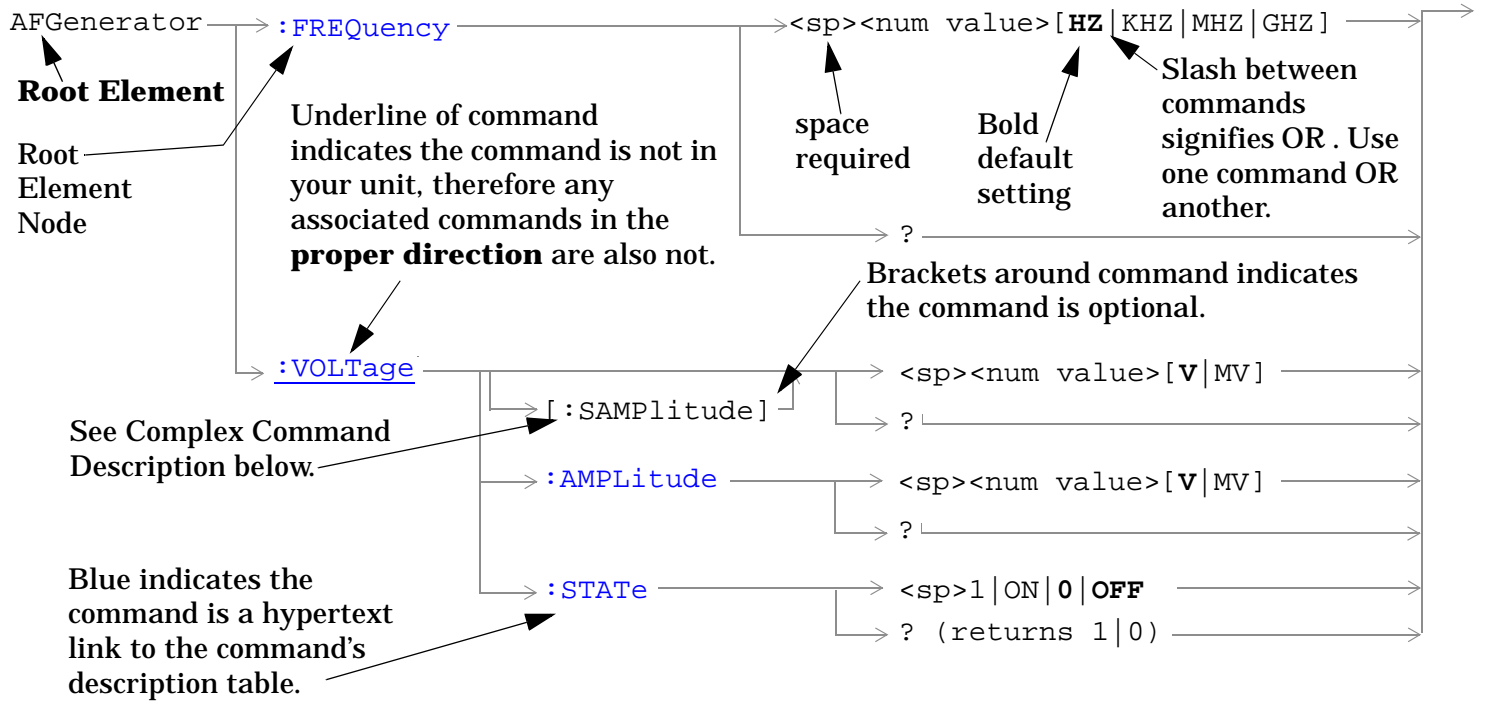 AFGenerator
:FREQuency
<sp><num value>[HZ|KHZ|MHZ|GHZ]
Root Element
Root
Element
Node
Underline of command
indicates the command is not in
your unit, therefore any
associated commands in the
proper direction are also not.
space
required
Bold
default
setting
Slash between
commands
signifies OR . Use
one command OR
another.
?
Brackets around command indicates
the command is optional.
:VOLTage
<sp><num value>[V|MV]
[:SAMPlitude]
?
See Complex Command
Description below.
:AMPLitude
<sp><num value>[V|MV]
?
Blue indicates the
command is a hypertext
link to the command's
description table.
:STATe
<sp>1|ON|0|OFF
? (returns 1|0)